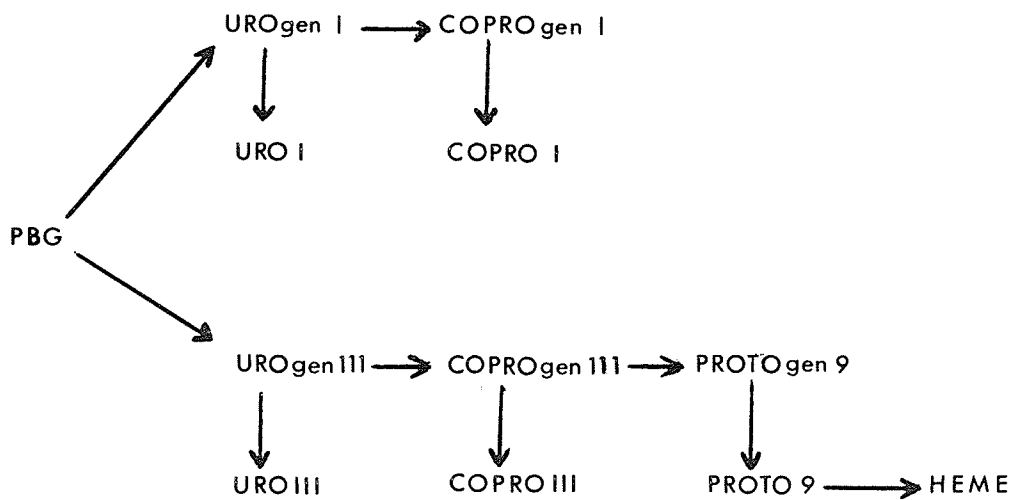 UROgen I COPROgen I
URO I COPRO I
PBG
UROgen III COPROgen III PROTOgen 9
URO III COPRO III PROTO 9 HEME